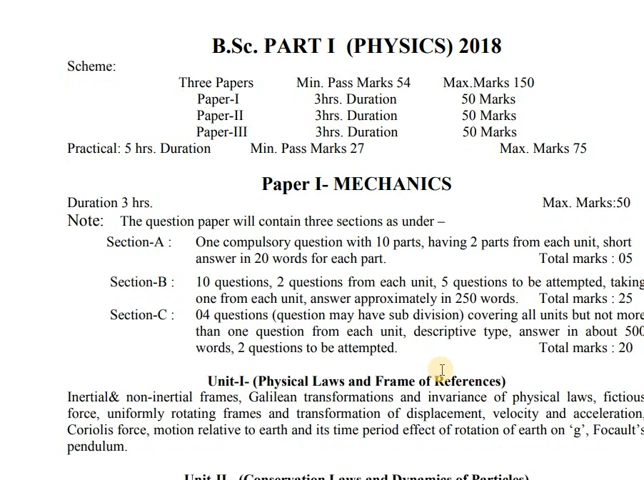 B.Sc. PART I (PHYSICS) 2018
Scheme:
Three Papers Min. Pass Marks 54 Max.Marks 150
Paper-I 3hrs. Duration 50 Marks
Paper-II 3hrs. Duration 50 Marks
Paper-III 3hrs. Duration 50 Marks
Practical: 5 hrs. Duration Min. Pass Marks 27 Max. Marks 75
Paper I- MECHANICS
Duration 3 hrs. Max. Marks:50
Note: The question paper will contain three sections as under –
Section-A : One compulsory question with 10 parts, having 2 parts from each unit, short
answer in 20 words for each part. Total marks : 05
Section-B : 10 questions, 2 questions from each unit, 5 questions to be attempted, taking
one from each unit, answer approximately in 250 words. Total marks : 25
Section-C : 04 questions (question may have sub division) covering all units but not more
than one question from each unit, descriptive type, answer in about 500
words, 2 questions to be attempted. Total marks : 20
Unit-I- (Physical Laws and Frame of References)
Inertial& non-inertial frames, Galilean transformations and invariance of physical laws, fictious
force, uniformly rotating frames and transformation of displacement, velocity and acceleration,
Coriolis force, motion relative to earth and its time period effect of rotation of earth on ‘g’, Focault’s
pendulum.
Unit-II- (Conservation Laws and Dynamics of Particles)